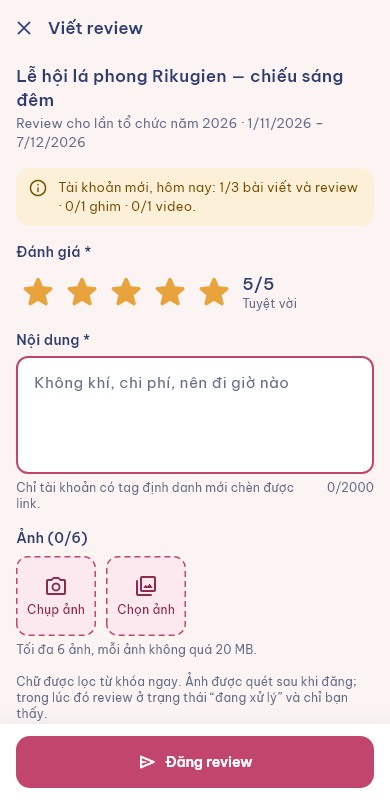 Viết review
Lễ hội lá phong Rikugien — chiếu sáng
đêm
Review cho lần tổ chức năm 2026 · 1/11/2026 –
7/12/2026
Tài khoản mới, hôm nay: 1/3 bài viết và review
· 0/1 ghim · 0/1 video.
Đánh giá *
5/5
Tuyệt vời
Nội dung *
Không khí, chi phí, nên đi giờ nào
Chỉ tài khoản có tag định danh mới chèn được
link.
0/2000
Ảnh (0/6)
Chụp ảnh
Chọn ảnh
Tối đa 6 ảnh, mỗi ảnh không quá 20 MB.
Chữ được lọc từ khóa ngay. Ảnh được quét sau khi đăng;
trong lúc đó review ở trạng thái “đang xử lý” và chỉ bạn
thấy.
Đăng review